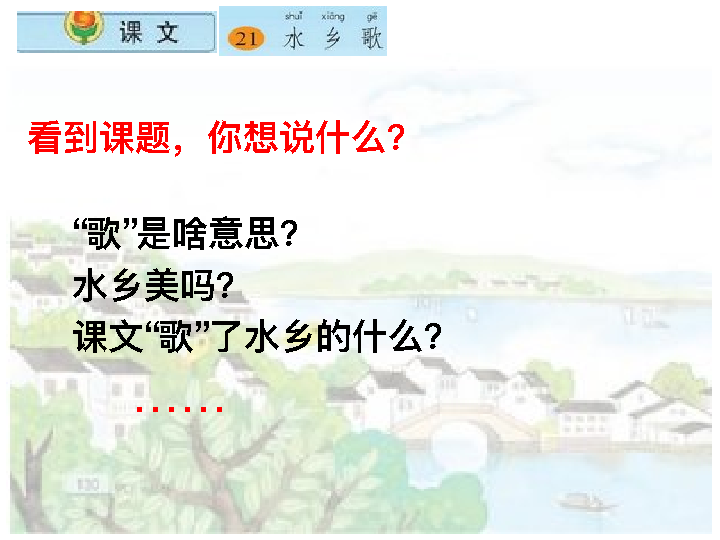 课 文
shuǐ xiāng gē
21 水 乡 歌
看到课题，你想说什么？
“歌”是啥意思？
水乡美吗？
课文“歌”了水乡的什么？
······
130